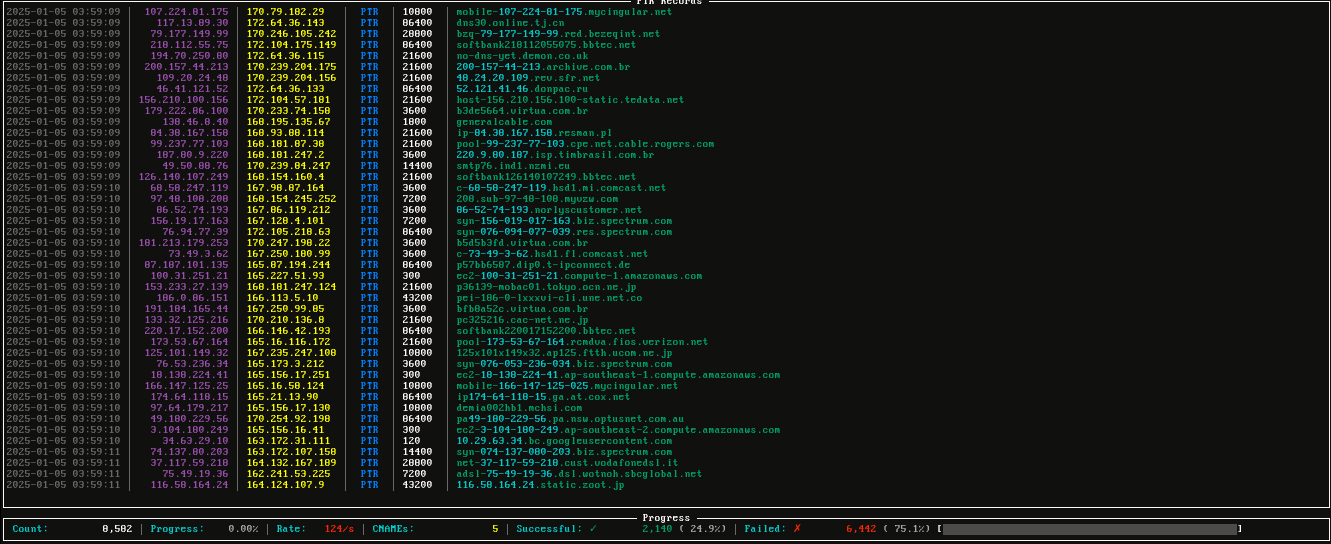 PTR Records
2025-01-05 03:59:09 | 107.224.81.175 | 170.79.182.29 | PTR | 10800 | mobile-107-224-81-175.mycingular.net
2025-01-05 03:59:09 | 117.13.89.30 | 172.64.36.143 | PTR | 86400 | dns30.online.tj.cn
2025-01-05 03:59:09 | 79.177.149.99 | 170.246.105.242 | PTR | 28800 | bzq-79-177-149-99.red.bezeqint.net
2025-01-05 03:59:09 | 218.112.55.75 | 172.104.175.149 | PTR | 86400 | softbank218112055075.bbtec.net
2025-01-05 03:59:09 | 194.70.250.80 | 172.64.36.115 | PTR | 21600 | no-dns-yet.demon.co.uk
2025-01-05 03:59:09 | 200.157.44.213 | 170.239.204.175 | PTR | 21600 | 200-157-44-213.archive.com.br
2025-01-05 03:59:09 | 109.20.24.48 | 170.239.204.156 | PTR | 21600 | 48.24.20.109.rev.sfr.net
2025-01-05 03:59:09 | 46.41.121.52 | 172.64.36.133 | PTR | 86400 | 52.121.41.46.donpac.ru
2025-01-05 03:59:09 | 156.210.100.156 | 172.104.57.101 | PTR | 21600 | host-156.210.156.100-static.tedata.net
2025-01-05 03:59:09 | 179.222.86.100 | 170.233.74.150 | PTR | 3600 | b3de5664.virtua.com.br
2025-01-05 03:59:09 | 138.46.8.40 | 168.195.135.67 | PTR | 1800 | generalcable.com
2025-01-05 03:59:09 | 84.38.167.158 | 168.93.88.114 | PTR | 21600 | ip-84.38.167.158.resman.pl
2025-01-05 03:59:09 | 99.237.77.103 | 168.181.87.38 | PTR | 21600 | pool-99-237-77-103.cpe.net.cable.rogers.com
2025-01-05 03:59:09 | 187.80.9.220 | 168.181.247.2 | PTR | 3600 | 220.9.80.187.isp.timbrasil.com.br
2025-01-05 03:59:09 | 49.50.88.76 | 170.239.84.247 | PTR | 14400 | smtp76.ind1.nzmi.eu
2025-01-05 03:59:09 | 126.140.107.249 | 168.154.160.4 | PTR | 21600 | softbank126140107249.bbtec.net
2025-01-05 03:59:10 | 68.58.247.119 | 167.98.87.164 | PTR | 3600 | c-68-58-247-119.hsd1.mi.comcast.net
2025-01-05 03:59:10 | 97.48.108.208 | 168.154.245.252 | PTR | 7200 | 208.sub-97-48-108.myvzw.com
2025-01-05 03:59:10 | 86.52.74.193 | 167.86.119.212 | PTR | 3600 | 86-52-74-193.norlyscustomer.net
2025-01-05 03:59:10 | 156.19.17.163 | 167.128.4.101 | PTR | 7200 | syn-156-019-017-163.biz.spectrum.com
2025-01-05 03:59:10 | 76.94.77.39 | 172.105.218.63 | PTR | 86400 | syn-076-094-077-039.res.spectrum.com
2025-01-05 03:59:10 | 181.213.179.253 | 170.247.198.22 | PTR | 3600 | b5d5b3fd.virtua.com.br
2025-01-05 03:59:10 | 73.49.3.62 | 167.250.180.99 | PTR | 3600 | c-73-49-3-62.hsd1.fl.comcast.net
2025-01-05 03:59:10 | 87.187.101.135 | 165.87.194.244 | PTR | 86400 | p57bb6587.dip0.t-ipconnect.de
2025-01-05 03:59:10 | 100.31.251.21 | 165.227.51.93 | PTR | 300 | ec2-100-31-251-21.compute-1.amazonaws.com
2025-01-05 03:59:10 | 153.233.27.139 | 168.181.247.124 | PTR | 21600 | p36139-mobac01.tokyo.ocn.ne.jp
2025-01-05 03:59:10 | 186.0.86.151 | 166.113.5.10 | PTR | 43200 | pei-186-0-lxxxvi-cli.une.net.co
2025-01-05 03:59:10 | 191.184.165.44 | 167.250.99.85 | PTR | 3600 | bfb8a52c.virtua.com.br
2025-01-05 03:59:10 | 133.32.125.216 | 170.210.136.8 | PTR | 21600 | pc325216.cac-net.ne.jp
2025-01-05 03:59:10 | 220.17.152.200 | 166.146.42.193 | PTR | 86400 | softbank220017152200.bbtec.net
2025-01-05 03:59:10 | 173.53.67.164 | 165.16.116.172 | PTR | 21600 | pool-173-53-67-164.rcmdva.fios.verizon.net
2025-01-05 03:59:10 | 125.101.149.32 | 167.235.247.108 | PTR | 10800 | 125x101x149x32.ap125.ftth.ucom.ne.jp
2025-01-05 03:59:10 | 76.53.236.34 | 165.173.3.212 | PTR | 3600 | syn-076-053-236-034.biz.spectrum.com
2025-01-05 03:59:10 | 18.138.224.41 | 165.156.17.251 | PTR | 300 | ec2-18-138-224-41.ap-southeast-1.compute.amazonaws.com
2025-01-05 03:59:10 | 166.147.125.25 | 165.16.58.124 | PTR | 10800 | mobile-166-147-125-025.mycingular.net
2025-01-05 03:59:10 | 174.64.118.15 | 165.21.13.90 | PTR | 86400 | ip174-64-118-15.ga.at.cox.net
2025-01-05 03:59:10 | 97.64.179.217 | 165.156.17.130 | PTR | 10800 | demia002hb1.mchsi.com
2025-01-05 03:59:10 | 49.180.229.56 | 170.254.92.198 | PTR | 86400 | pa49-180-229-56.pa.nsw.optusnet.com.au
2025-01-05 03:59:10 | 3.104.180.249 | 165.156.16.41 | PTR | 300 | ec2-3-104-180-249.ap-southeast-2.compute.amazonaws.com
2025-01-05 03:59:10 | 34.63.29.10 | 163.172.31.111 | PTR | 120 | 10.29.63.34.bc.googleusercontent.com
2025-01-05 03:59:11 | 74.137.80.203 | 163.172.107.158 | PTR | 14400 | syn-074-137-080-203.biz.spectrum.com
2025-01-05 03:59:11 | 37.117.59.218 | 164.132.167.189 | PTR | 28800 | net-37-117-59-218.cust.vodafonedsl.it
2025-01-05 03:59:11 | 75.49.19.36 | 162.241.53.225 | PTR | 7200 | adsl-75-49-19-36.dsl.wotnoh.sbcglobal.net
2025-01-05 03:59:11 | 116.58.164.24 | 164.124.107.9 | PTR | 43200 | 116.58.164.24.static.zoot.jp
Progress
Count: 8,582 | Progress: 0.00% | Rate: 124/s | CNAMEs: 5 | Successful: ✓ 2,140 ( 24.9%) | Failed: ✗ 6,442 ( 75.1%) [ ]